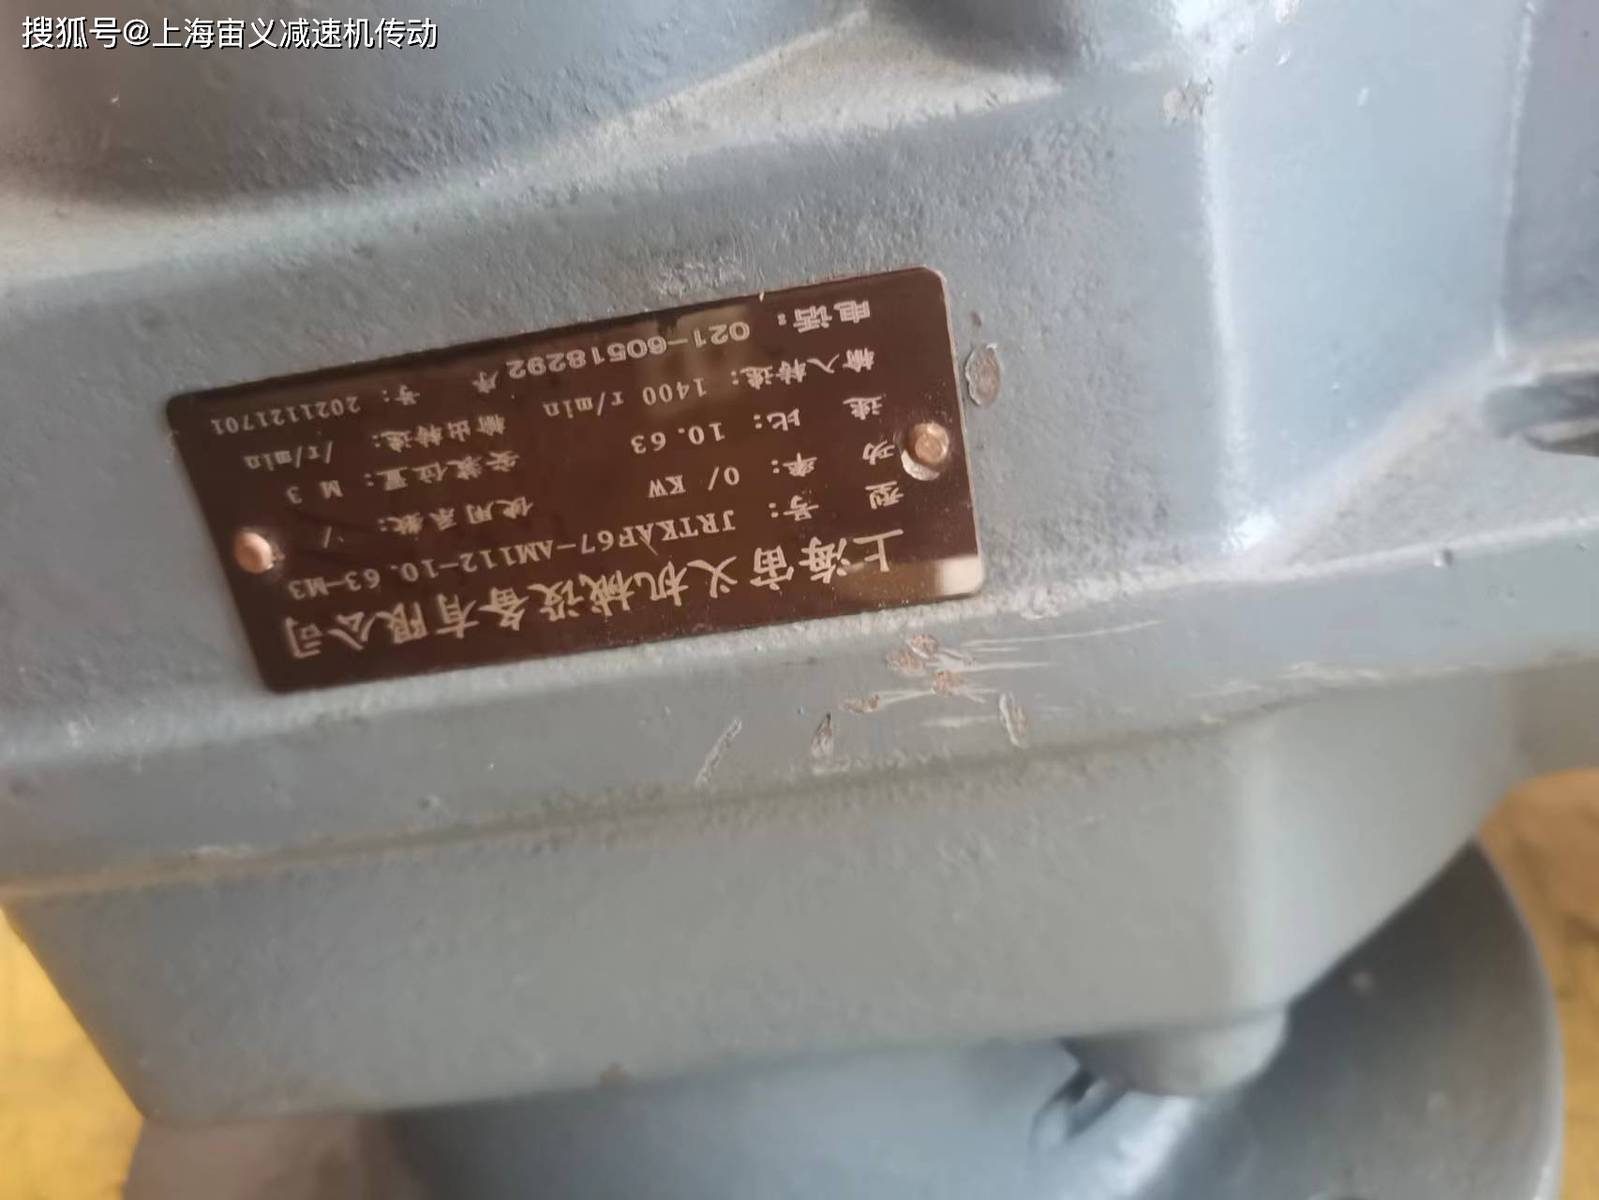 搜狐号@上海宙义减速机传动
上海宙义机械设备有限公司
型 号: JRTKAF67-AM112-10.63-M3
功 率: 0/ KW 使用系数: /
速 比: 10.63 安装位置: M 3
输入转速: 1400 r/min 输出转速: /r/min
电话: 021-60518292 序 号: 2021121701